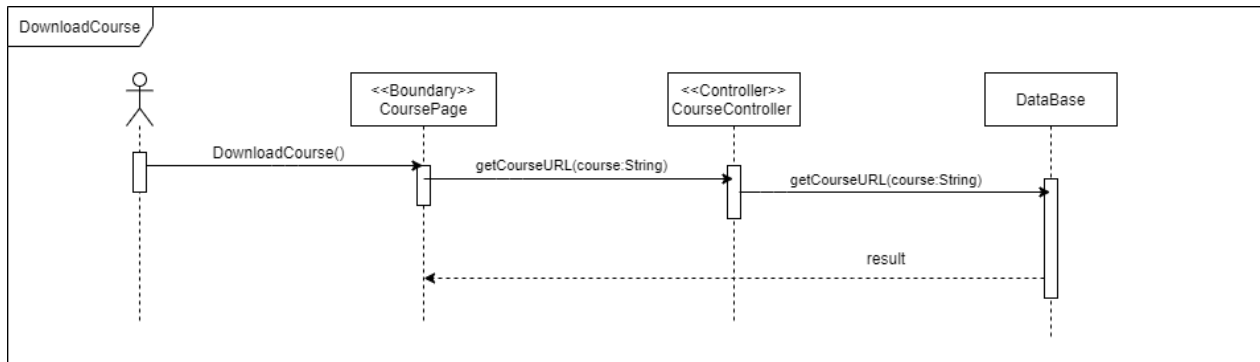 DownloadCourse
<<Boundary>>
CoursePage
<<Controller>>
CourseController
DataBase
DownloadCourse()
getCourseURL(course:String)
getCourseURL(course:String)
result